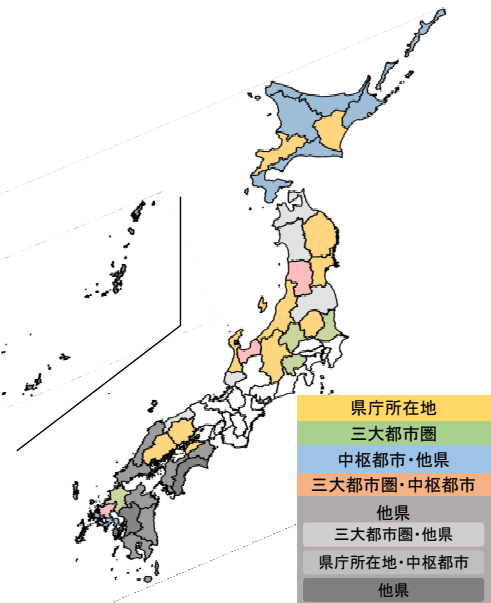 県庁所在地
三大都市圏
中枢都市・他県
三大都市圏・中枢都市
他県
三大都市圏・他県
県庁所在地・中枢都市
他県